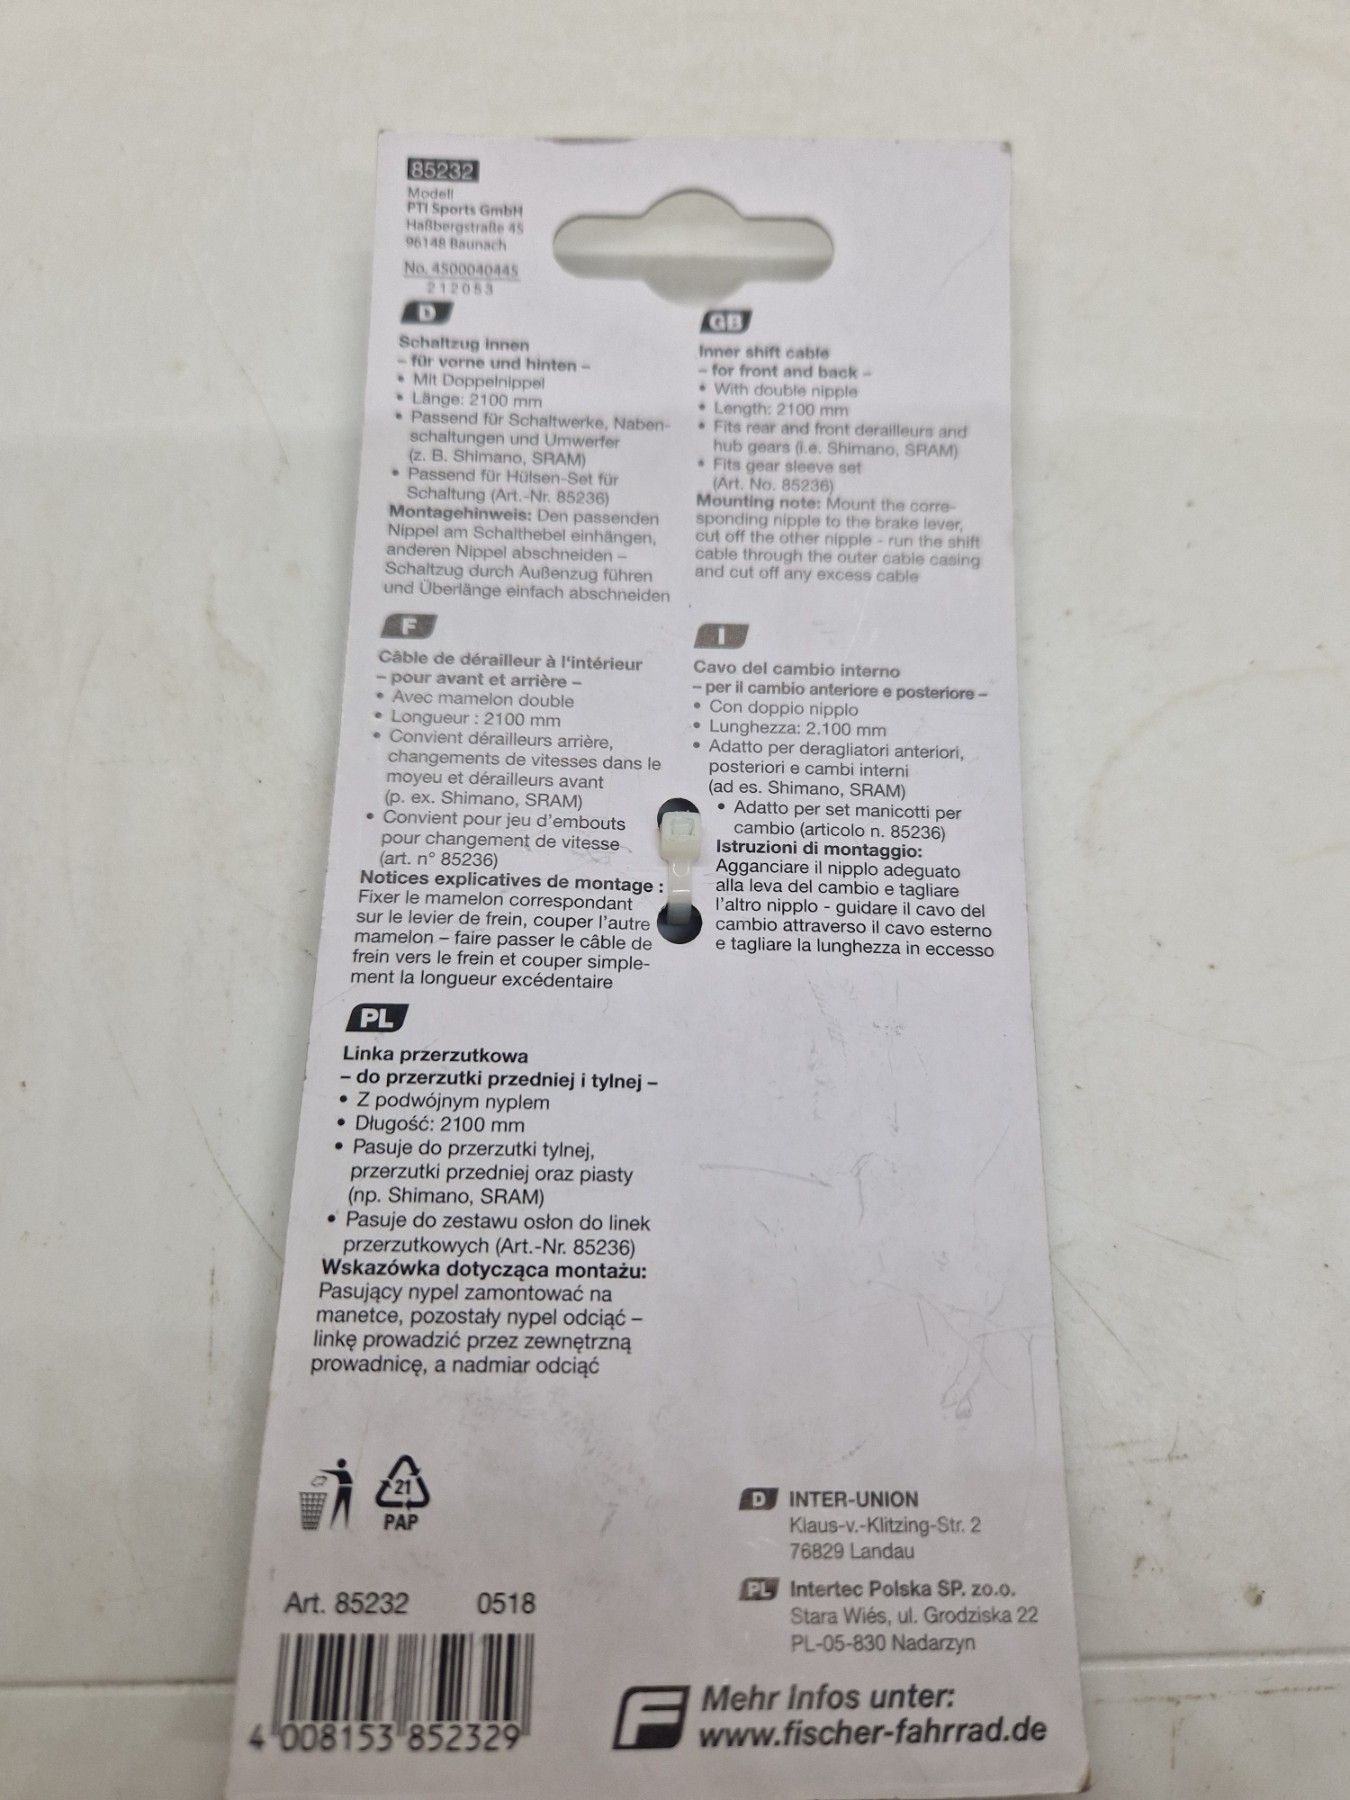 85232
Modell
PTI Sports GmbH
Haßbergstraße 45
96148 Baunach
No. 4500040445
212053
D
Schaltzug innen
– für vorne und hinten –
• Mit Doppelnippel
• Länge: 2100 mm
• Passend für Schaltwerke, Naben-
schaltungen und Umwerfer
(z. B. Shimano, SRAM)
• Passend für Hülsen-Set für
Schaltung (Art.-Nr. 85236)
Montagehinweis: Den passenden
Nippel am Schalthebel einhängen,
anderen Nippel abschneiden –
Schaltzug durch Außenzug führen
und Überlänge einfach abschneiden
GB
Inner shift cable
– for front and back –
• With double nipple
• Length: 2100 mm
• Fits rear and front derailleurs and
hub gears (i.e. Shimano, SRAM)
• Fits gear sleeve set
(Art. No. 85236)
Mounting note: Mount the corre-
sponding nipple to the brake lever,
cut off the other nipple - run the shift
cable through the outer cable casing
and cut off any excess cable
F
Câble de dérailleur à l‘intérieur
– pour avant et arrière –
• Avec mamelon double
• Longueur : 2100 mm
• Convient dérailleurs arrière,
changements de vitesses dans le
moyeu et dérailleurs avant
(p. ex. Shimano, SRAM)
• Convient pour jeu d’embouts
pour changement de vitesse
(art. n° 85236)
Notices explicatives de montage :
Fixer le mamelon correspondant
sur le levier de frein, couper l’autre
mamelon – faire passer le câble de
frein vers le frein et couper simple-
ment la longueur excédentaire
I
Cavo del cambio interno
– per il cambio anteriore e posteriore –
• Con doppio nipplo
• Lunghezza: 2.100 mm
• Adatto per deragliatori anteriori,
posteriori e cambi interni
(ad es. Shimano, SRAM)
• Adatto per set manicotti per
cambio (articolo n. 85236)
Istruzioni di montaggio:
Agganciare il nipplo adeguato
alla leva del cambio e tagliare
l’altro nipplo - guidare il cavo del
cambio attraverso il cavo esterno
e tagliare la lunghezza in eccesso
PL
Linka przerzutkowa
– do przerzutki przedniej i tylnej –
• Z podwójnym nyplem
• Długość: 2100 mm
• Pasuje do przerzutki tylnej,
przerzutki przedniej oraz piasty
(np. Shimano, SRAM)
• Pasuje do zestawu osłon do linek
przerzutkowych (Art.-Nr. 85236)
Wskazówka dotycząca montażu:
Pasujący nypel zamontować na
manetce, pozostały nypel odciąć –
linkę prowadzić przez zewnętrzną
prowadnicę, a nadmiar odciąć
21
PAP
D INTER-UNION
Klaus-v.-Klitzing-Str. 2
76829 Landau
PL Intertec Polska SP. zo.o.
Stara Wiés, ul. Grodziska 22
PL-05-830 Nadarzyn
Art. 85232 0518
4 008153 852329
F Mehr Infos unter:
www.fischer-fahrrad.de